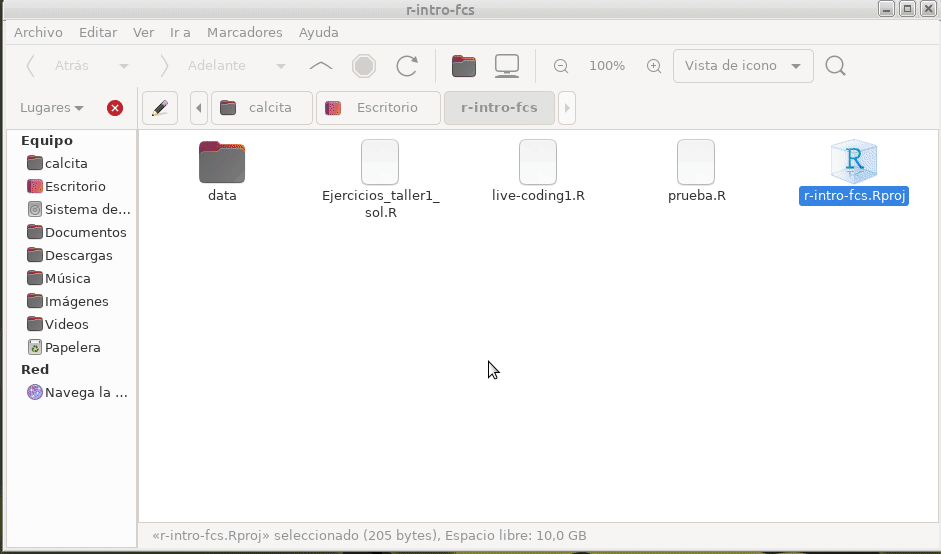 r-intro-fcs
Archivo Editar Ver Ir a Marcadores Ayuda
Atrás Adelante 100% Vista de icono
Lugares calcita Escritorio r-intro-fcs
Equipo
calcita
Escritorio
Sistema de...
Documentos
Descargas
Música
Imágenes
Videos
Papelera
Red
Navega la ...
data
Ejercicios_taller1_
sol.R
live-coding1.R
prueba.R
R
r-intro-fcs.Rproj
«r-intro-fcs.Rproj» seleccionado (205 bytes), Espacio libre: 10,0 GB